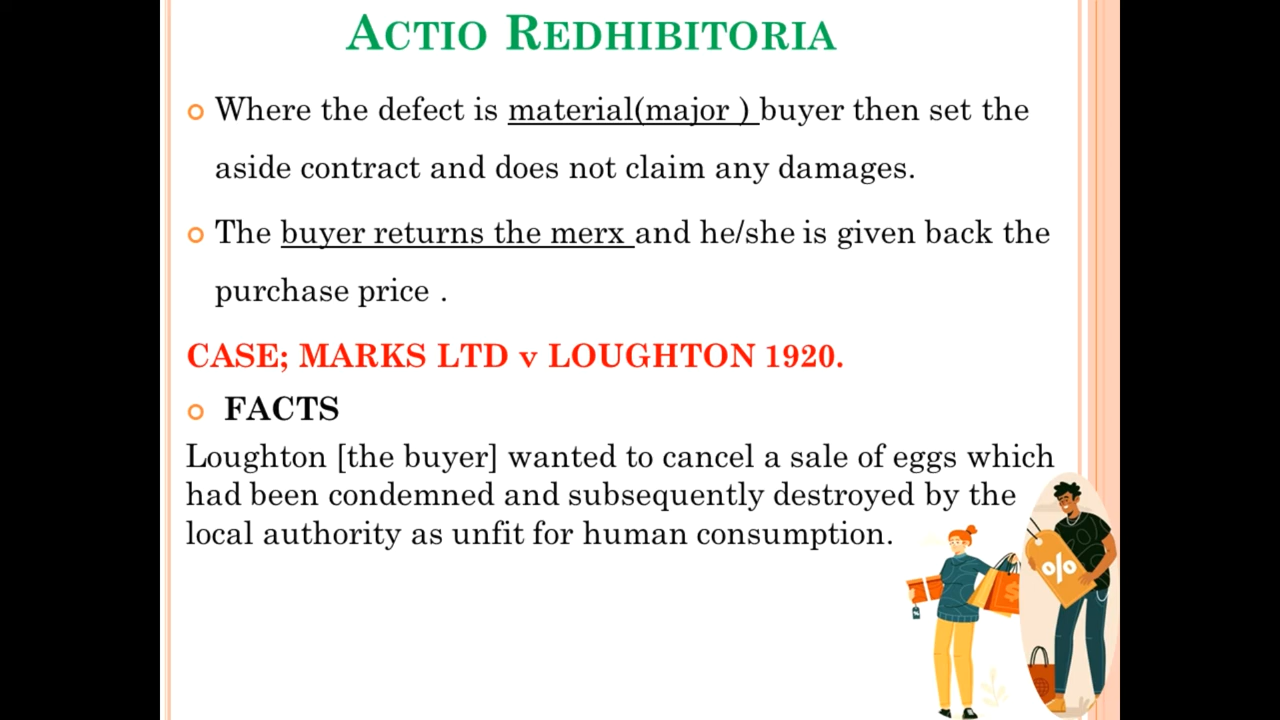 ACTIO REDHIBITORIA
Where the defect is material(major ) buyer then set the
aside contract and does not claim any damages.
The buyer returns the merx and he/she is given back the
purchase price .
CASE; MARKS LTD v LOUGHTON 1920.
FACTS
Loughton [the buyer] wanted to cancel a sale of eggs which
had been condemned and subsequently destroyed by the
local authority as unfit for human consumption.
%
$